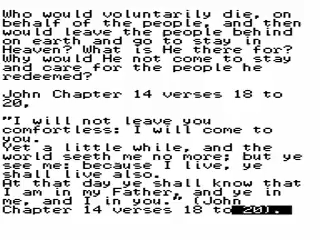 Who would voluntarily die, on
behalf of the people, and then
would leave the people behind
on earth and go to stay in
Heaven? What is He there for?
Why would He not come to stay
and care for the people he
redeemed?
John Chapter 14 verses 18 to
20,
"I will not leave you
comfortless: I will come to
you.
Yet a little while, and the
world seeth me no more; but ye
see me: because I live, ye
shall live also.
At that day ye shall know that
I am in my Father, and ye in
me, and I in you." (John
Chapter 14 verses 18 to 20).